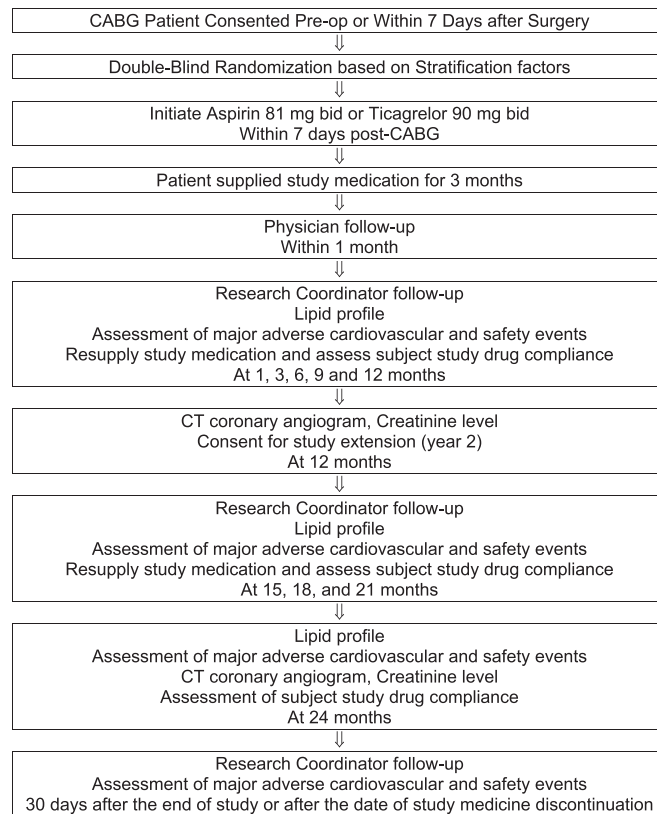 CABG Patient Consented Pre-op or Within 7 Days after Surgery
⇓
Double-Blind Randomization based on Stratification factors
⇓
Initiate Aspirin 81 mg bid or Ticagrelor 90 mg bid
Within 7 days post-CABG
⇓
Patient supplied study medication for 3 months
⇓
Physician follow-up
Within 1 month
⇓
Research Coordinator follow-up
Lipid profile
Assessment of major adverse cardiovascular and safety events
Resupply study medication and assess subject study drug compliance
At 1, 3, 6, 9 and 12 months
⇓
CT coronary angiogram, Creatinine level
Consent for study extension (year 2)
At 12 months
⇓
Research Coordinator follow-up
Lipid profile
Assessment of major adverse cardiovascular and safety events
Resupply study medication and assess subject study drug compliance
At 15, 18, and 21 months
⇓
Lipid profile
Assessment of major adverse cardiovascular and safety events
CT coronary angiogram, Creatinine level
Assessment of subject study drug compliance
At 24 months
⇓
Research Coordinator follow-up
Assessment of major adverse cardiovascular and safety events
30 days after the end of study or after the date of study medicine discontinuation